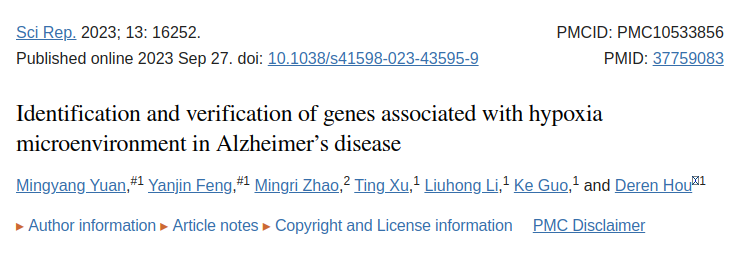 Sci Rep. 2023; 13: 16252. PMCID: PMC10533856
Published online 2023 Sep 27. doi: 10.1038/s41598-023-43595-9 PMID: 37759083
Identification and verification of genes associated with hypoxia
microenvironment in Alzheimer’s disease
Mingyang Yuan,#1 Yanjin Feng,#1 Mingri Zhao,2 Ting Xu,1 Liuhong Li,1 Ke Guo,1 and Deren Hou1
▸ Author information ▸ Article notes ▸ Copyright and License information PMC Disclaimer